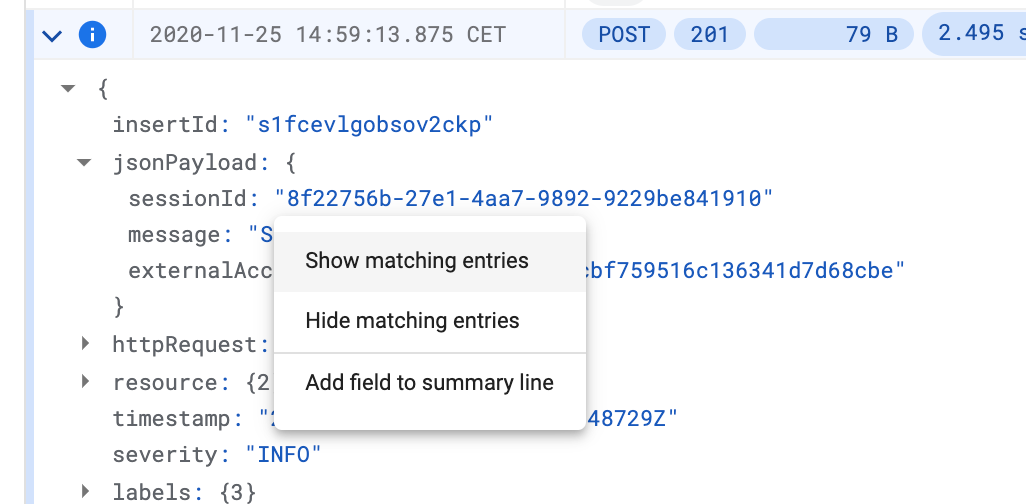 2020-11-25 14:59:13.875 CET POST 201 79 B 2.495 s
{
insertId: "s1fcevlgobsov2ckp"
jsonPayload: {
sessionId: "8f22756b-27e1-4aa7-9892-9229be841910"
message: "S
Show matching entries
externalAcc cbf759516c136341d7d68cbe"
}
Hide matching entries
httpRequest:
resource: {2
Add field to summary line
timestamp: "2 48729Z"
severity: "INFO"
labels: {3}